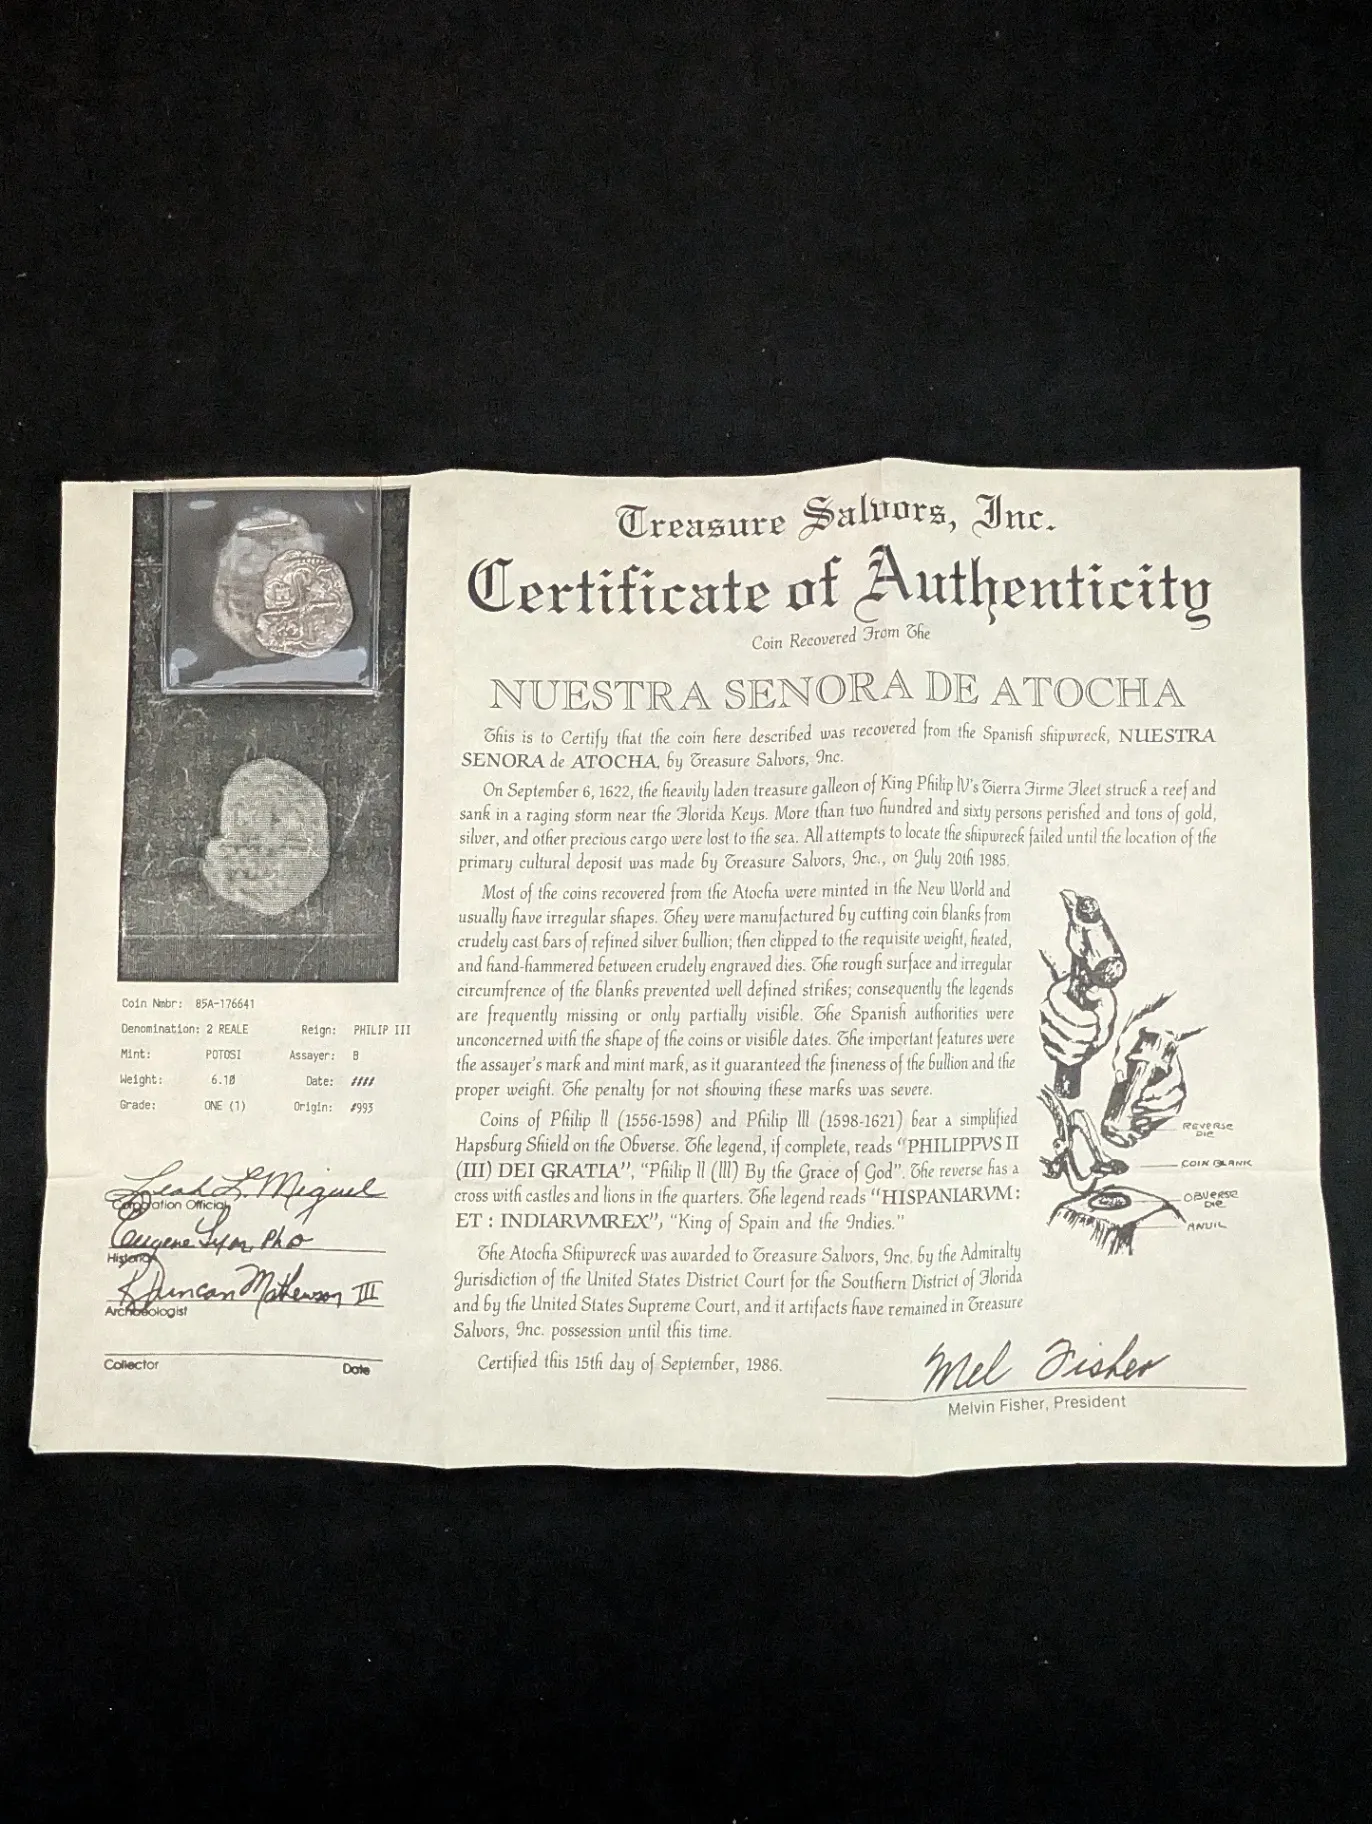 Treasure Salvors, Inc.
Certificate of Authenticity
Coin Recovered From The
NUESTRA SENORA DE ATOCHA
This is to Certify that the coin here described was recovered from the Spanish shipwreck, NUESTRA
SENORA de ATOCHA, by Treasure Salvors, Inc.
On September 6, 1622, the heavily laden treasure galleon of King Philip IV's Tierra Firme Fleet struck a reef and
sank in a raging storm near the Florida Keys. More than two hundred and sixty persons perished and tons of gold,
silver, and other precious cargo were lost to the sea. All attempts to locate the shipwreck failed until the location of the
primary cultural deposit was made by Treasure Salvors, Inc., on July 20th 1985.
Most of the coins recovered from the Atocha were minted in the New World and
usually have irregular shapes. They were manufactured by cutting coin blanks from
crudely cast bars of refined silver bullion; then clipped to the requisite weight, heated,
and hand-hammered between crudely engraved dies. The rough surface and irregular
circumfrence of the blanks prevented well defined strikes; consequently the legends
are frequently missing or only partially visible. The Spanish authorities were
unconcerned with the shape of the coins or visible dates. The important features were
the assayer's mark and mint mark, as it guaranteed the fineness of the bullion and the
proper weight. The penalty for not showing these marks was severe.
Coins of Philip II (1556-1598) and Philip III (1598-1621) bear a simplified
Hapsburg Shield on the Obverse. The legend, if complete, reads "PHILIPPVS II
(III) DEI GRATIA", "Philip II (III) By the Grace of God". The reverse has a
cross with castles and lions in the quarters. The legend reads "HISPANIARVM :
ET : INDIARVMREX", "King of Spain and the Indies."
The Atocha Shipwreck was awarded to Treasure Salvors, Inc. by the Admiralty
Jurisdiction of the United States District Court for the Southern District of Florida
and by the United States Supreme Court, and it artifacts have remained in Treasure
Salvors, Inc. possession until this time.
Certified this 15th day of September, 1986.
Mel Fisher
Melvin Fisher, President
REVERSE
DIE
COIN BLANK
OBVERSE
DIE
ANVIL
Coin Nmbr: 85A-176641
Denomination: 2 REALE Reign: PHILIP III
Mint: POTOSI Assayer: B
Weight: 6.10 Date: ####
Grade: ONE (1) Origin: #993
Leah L. Miguel
Corporation Official
Eugene Lyon, PhD
Historian
R. Duncan Mathewson III
Archaeologist
Collector Date